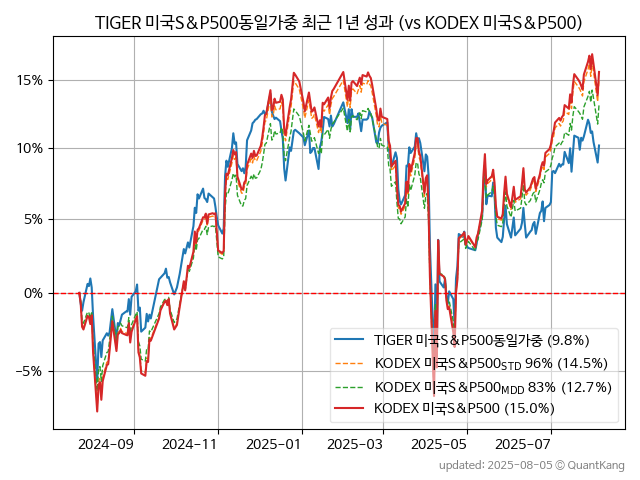 TIGER 미국S&P500동일가중 최근 1년 성과 (vs KODEX 미국S&P500)
15%
10%
5%
0%
−5%
TIGER 미국S&P500동일가중 (9.8%)
KODEX 미국S&P500STD 96% (14.5%)
KODEX 미국S&P500MDD 83% (12.7%)
KODEX 미국S&P500 (15.0%)
2024-09 2024-11 2025-01 2025-03 2025-05 2025-07
updated: 2025-08-05 © QuantKang